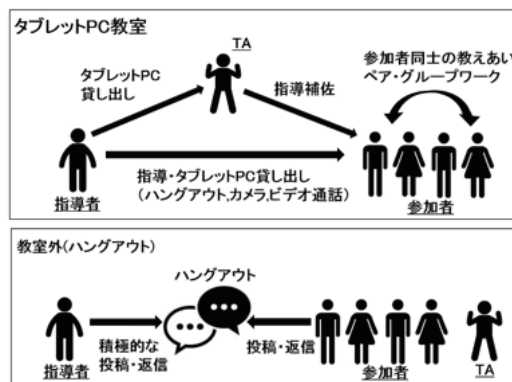 タブレットPC教室
TA
タブレットPC
貸し出し
指導補佐
参加者同士の教えあい
ペア・グループワーク
指導・タブレットPC貸し出し
(ハングアウト,カメラ,ビデオ通話)
指導者
参加者
教室外(ハングアウト)
ハングアウト
積極的な
投稿・返信
投稿・返信
指導者
参加者
TA